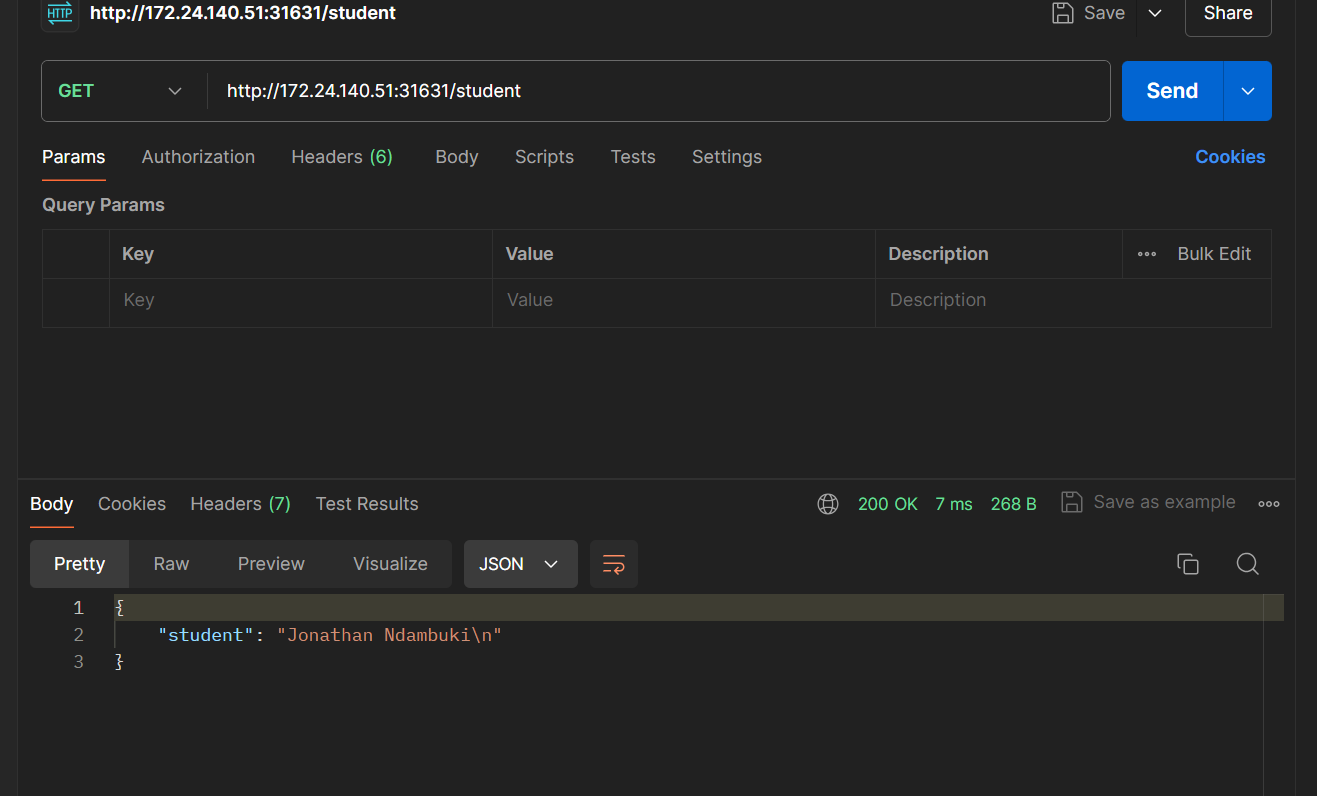 HTTP http://172.24.140.51:31631/student Save Share
GET http://172.24.140.51:31631/student Send
Params Authorization Headers (6) Body Scripts Tests Settings Cookies
Query Params
Key Value Description Bulk Edit
Key Value Description
Body Cookies Headers (7) Test Results 200 OK 7 ms 268 B Save as example
Pretty Raw Preview Visualize JSON
1 {
2 "student": "Jonathan Ndambuki\n"
3 }